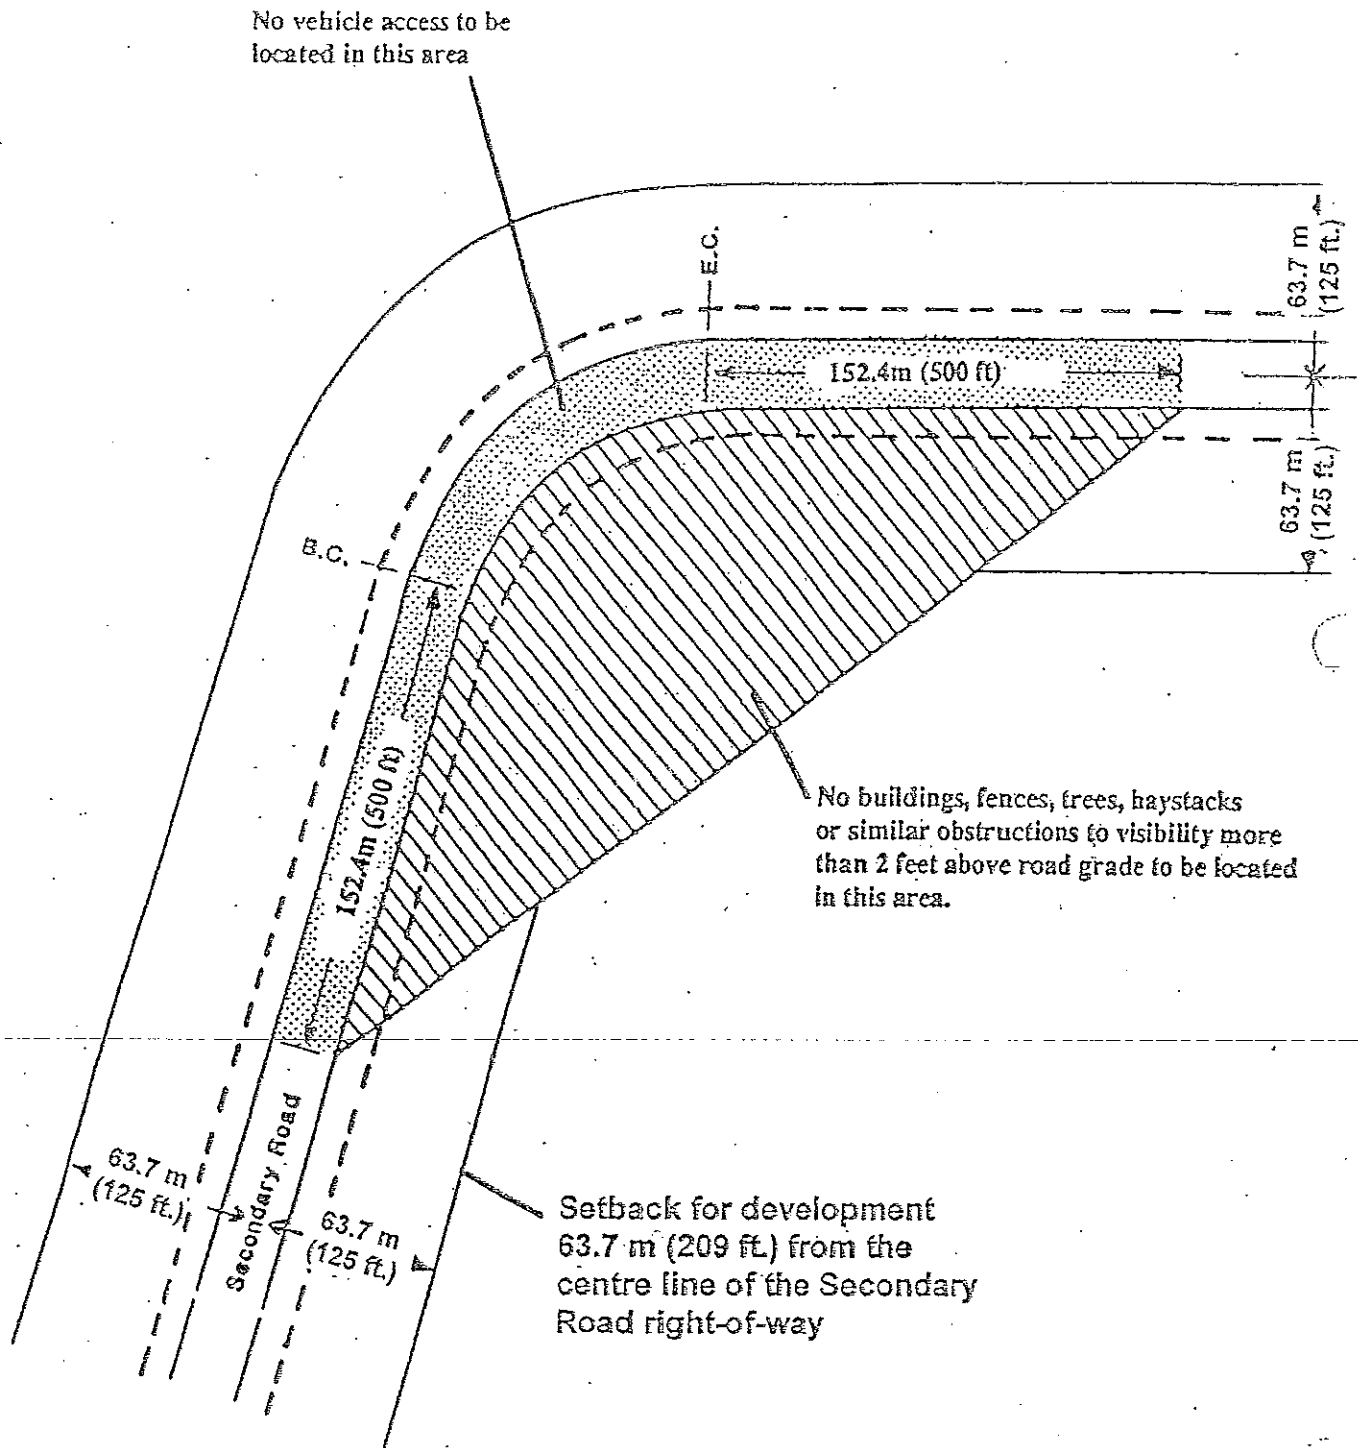 No vehicle access to be
located in this area
E.C.
63.7 m
(125 ft.)
152.4m (500 ft)
63.7 m
(125 ft.)
B.C.
152.4m (500 ft)
No buildings, fences, trees, haystacks
or similar obstructions to visibility more
than 2 feet above road grade to be located
in this area.
Secondary Road
63.7 m
(125 ft.)
63.7 m
(125 ft.)
Setback for development
63.7 m (209 ft.) from the
centre line of the Secondary
Road right-of-way